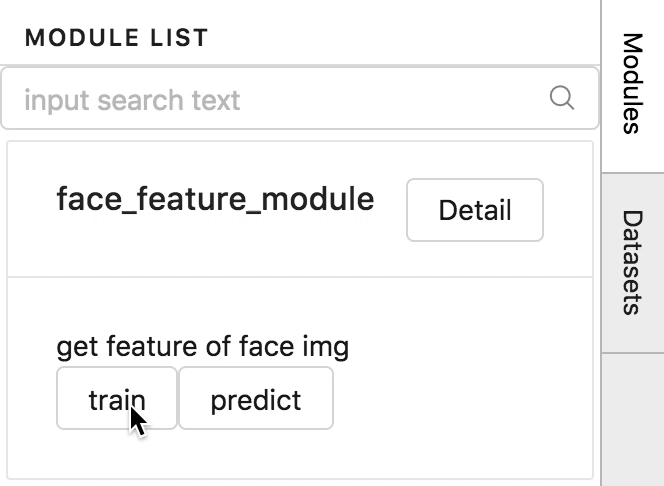 MODULE LIST
input search text
face_feature_module
Detail
get feature of face img
train
predict
Modules
Datasets